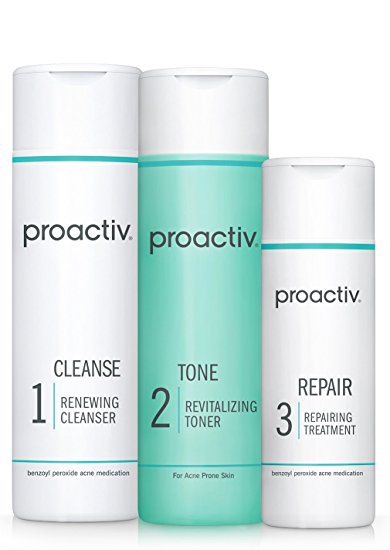 proactiv®
1
CLEANSE
RENEWING
CLEANSER
benzoyl peroxide acne medication
proactiv®
2
TONE
REVITALIZING
TONER
For Acne Prone Skin
proactiv®
3
REPAIR
REPAIRING
TREATMENT
benzoyl peroxide acne medication